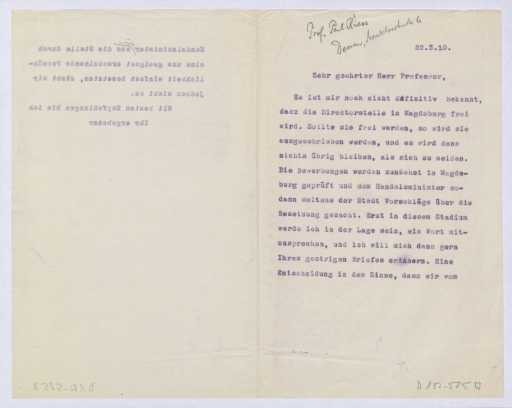 Prof. Paul
Dessau,
22.3.10.
Sehr geehrter Herr Professor,
Es ist mir noch nicht definitiv bekannt,
dass die Directorstelle in Magdeburg frei
wird. Sollte sie frei werden, so wird sie
ausgeschrieben werden, und es wird dann
nichts übrig bleiben, als sich zu melden.
Die Bewerbungen werden zunächst in Magde-
burg geprüft und dem Handelsminister so-
dann seitens der Stadt Vorschläge über die
Besetzung gemacht. Erst in diesem Stadium
werde ich in der Lage sein, ein Wort mit-
zusprechen, und ich will mich dann gern
Ihres gestrigen Briefes erinnern. Eine
Entscheidung in dem Sinne, dass wir vom
Handelsministerium aus die Stelle durch
eine uns geeignet erscheinende Persön-
lichkeit einfach besetzten, steht mir
jedoch nicht zu.
Mit besten Empfehlungen bin ich
Ihr ergebener